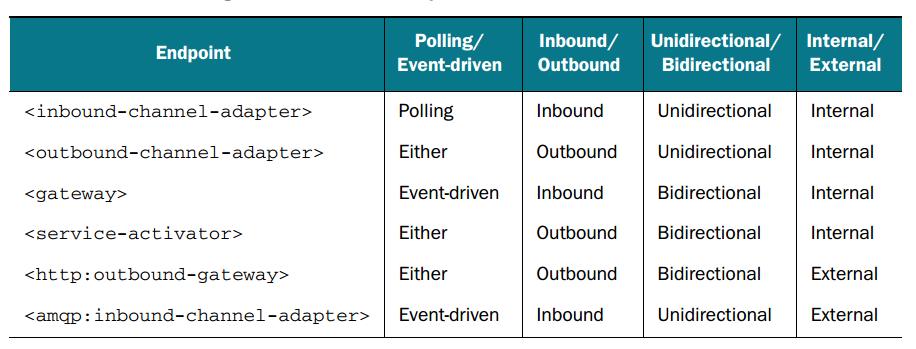 Endpoint Polling/ Event-driven Inbound/ Outbound Unidirectional/ Bidirectional Internal/ External
<inbound-channel-adapter> Polling Inbound Unidirectional Internal
<outbound-channel-adapter> Either Outbound Unidirectional Internal
<gateway> Event-driven Inbound Bidirectional Internal
<service-activator> Either Outbound Bidirectional Internal
<http:outbound-gateway> Either Outbound Bidirectional External
<amqp:inbound-channel-adapter> Event-driven Inbound Unidirectional External